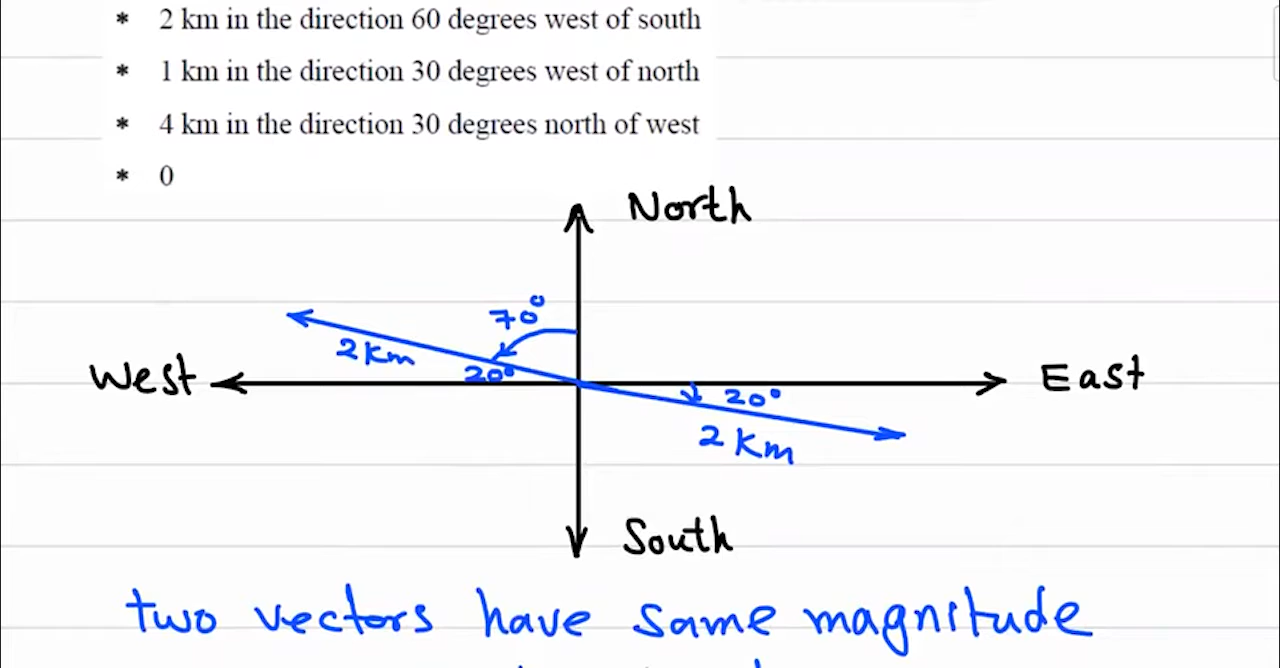 * 2 km in the direction 60 degrees west of south
* 1 km in the direction 30 degrees west of north
* 4 km in the direction 30 degrees north of west
* 0
North
70°
2 Km
20°
West
East
20°
2 Km
South
two vectors have same magnitude